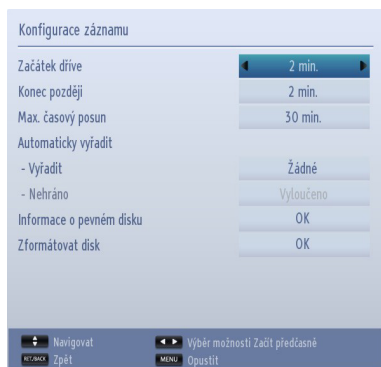 Konfigurace záznamu
Začátek dříve 2 min.
Konec později 2 min.
Max. časový posun 30 min.
Automaticky vyřadit
- Vyřadit Žádné
- Nehráno Vyloučeno
Informace o pevném disku OK
Zformátovat disk OK
Navigovat Výběr možnosti Začít předčasně
RET./BACK Zpět MENU Opustit